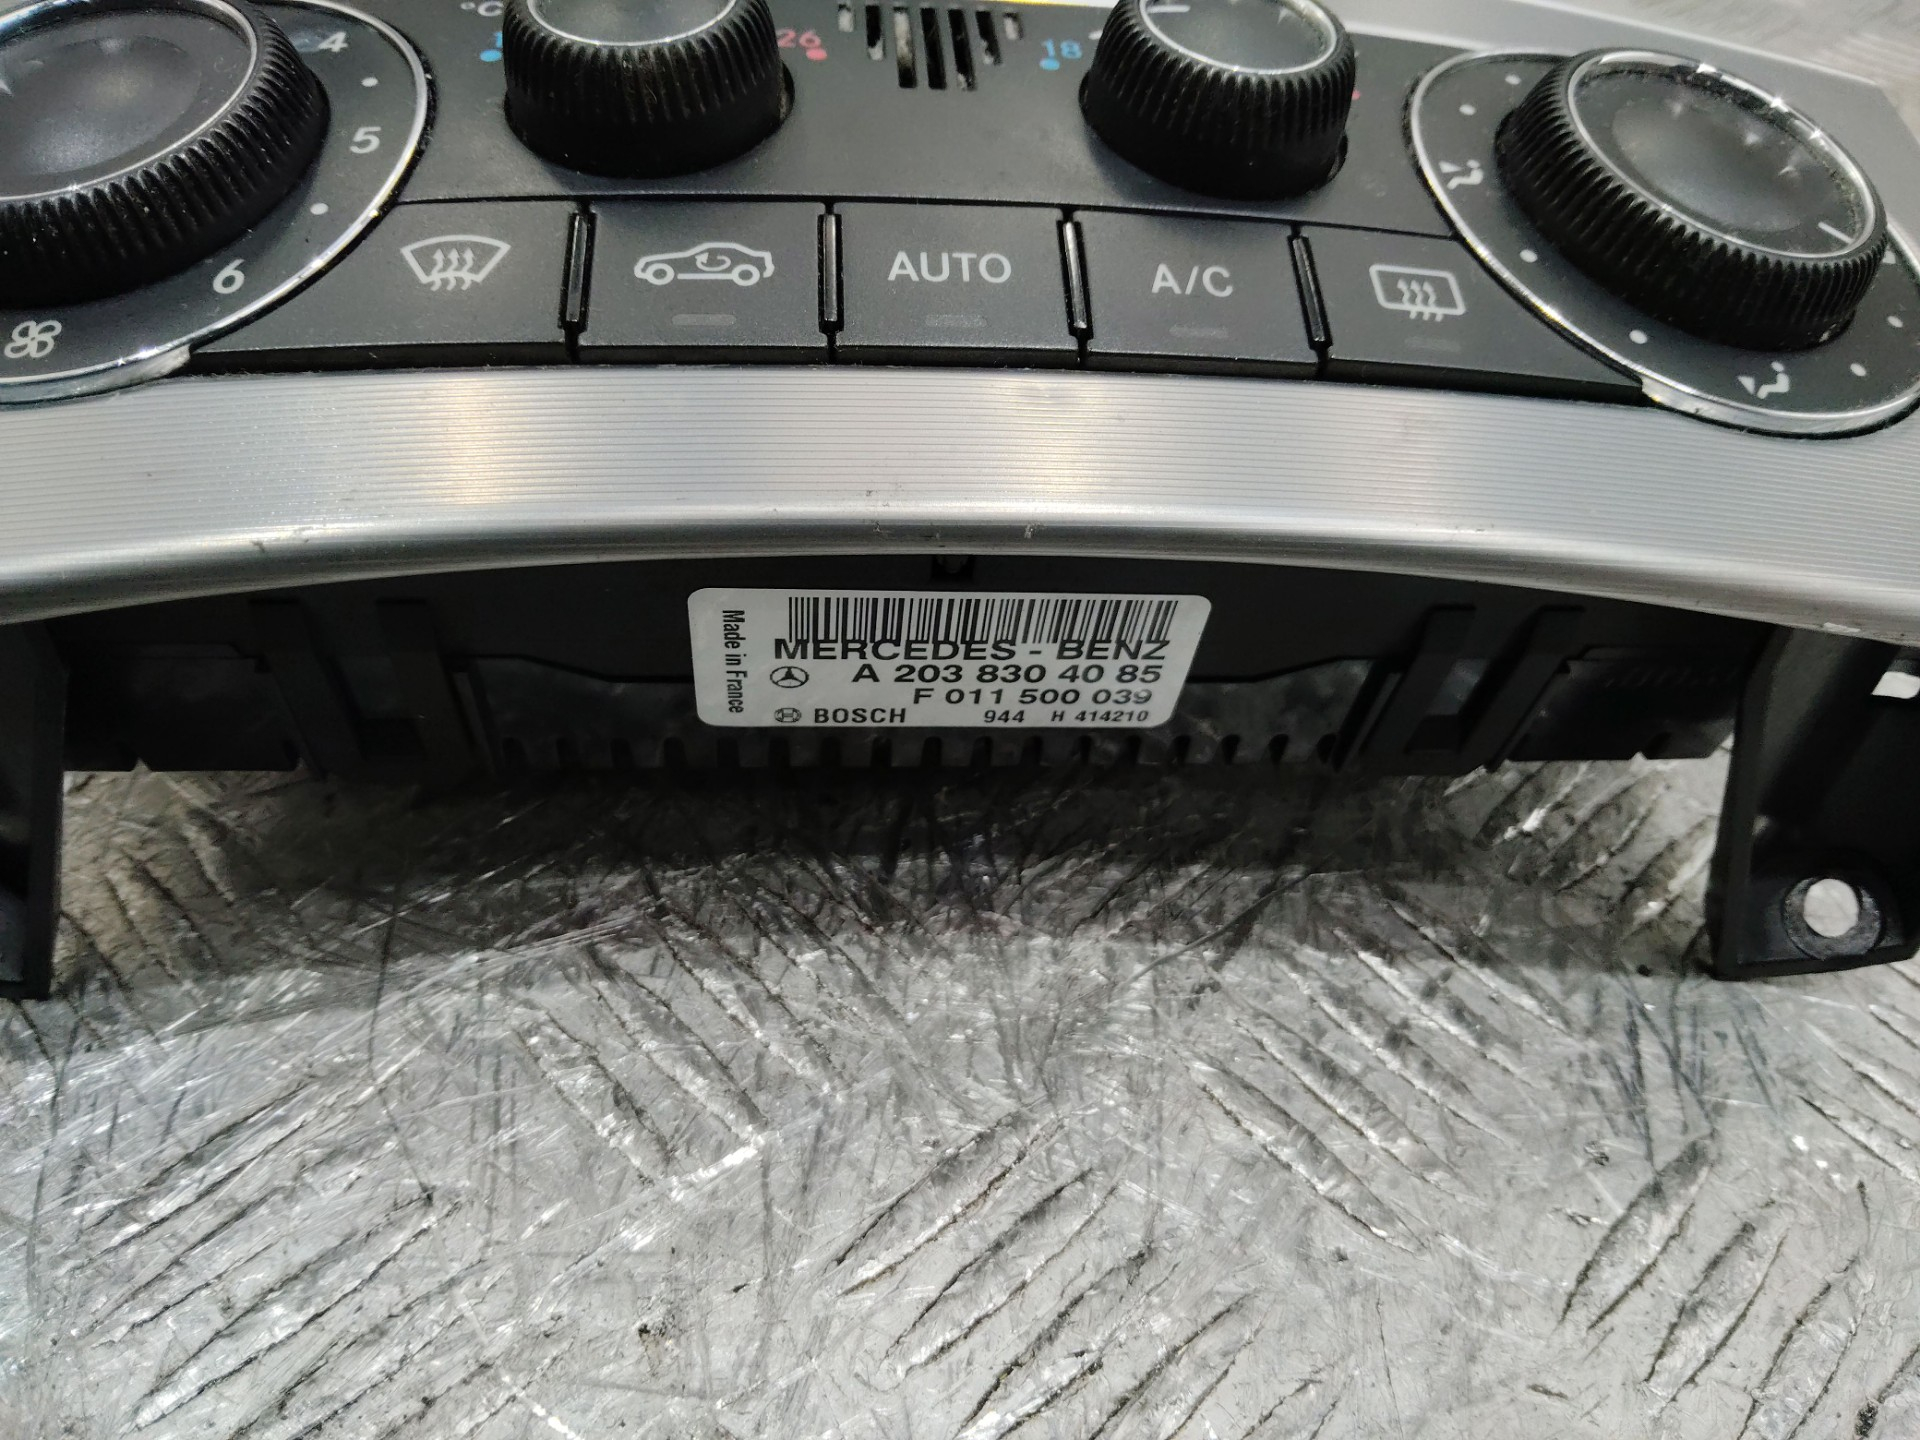 °C
26
18
4
5
6
AUTO
A/C
Made in France
MERCEDES - BENZ
A 203 830 40 85
F 011 500 039
BOSCH 944 H 414210